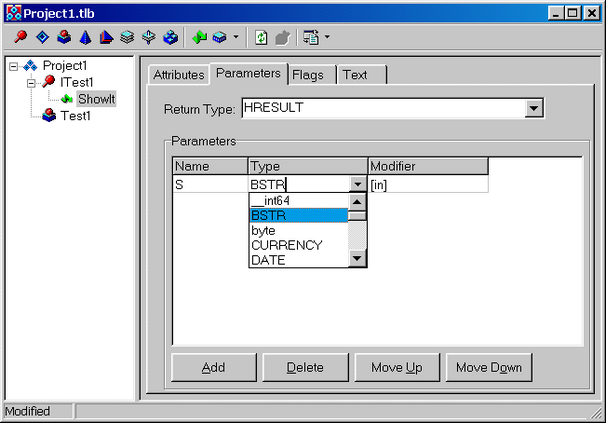 Project1.tlb
Project1
ITest1
ShowIt
Test1
Attributes Parameters Flags Text
Return Type: HRESULT
Parameters
Name Type Modifier
S BSTR [in]
__int64
BSTR
byte
CURRENCY
DATE
Add Delete Move Up Move Down
Modified